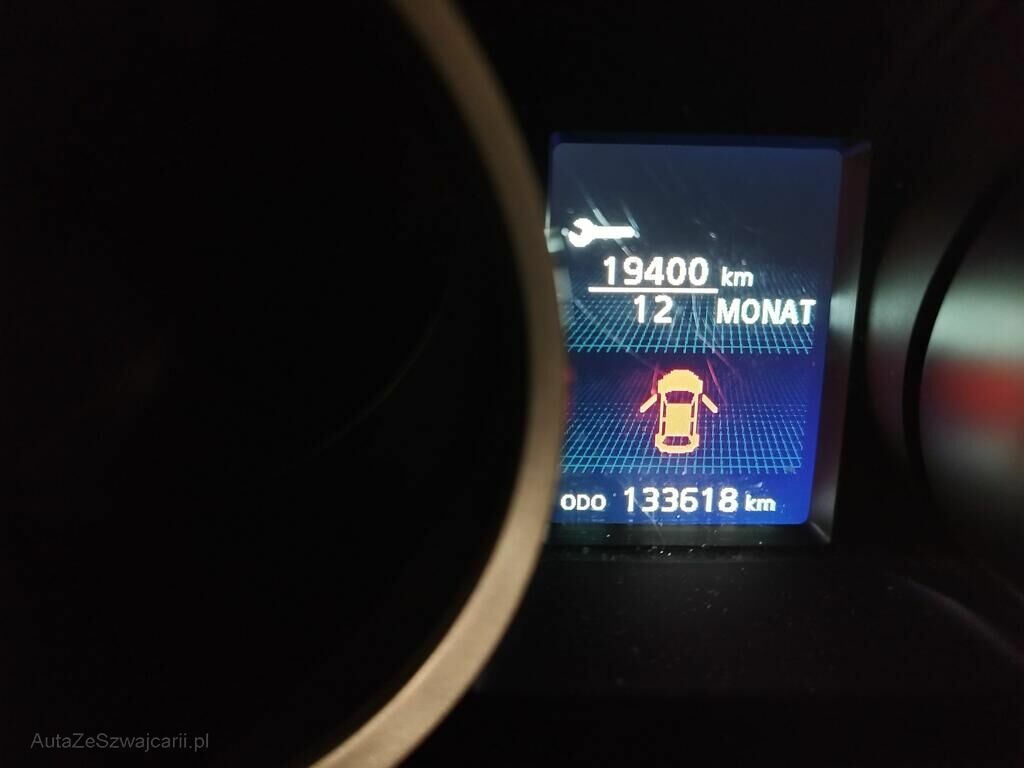 19400 km
12 MONAT
ODO 133618 km
AutaZeSzwajcarii.pl